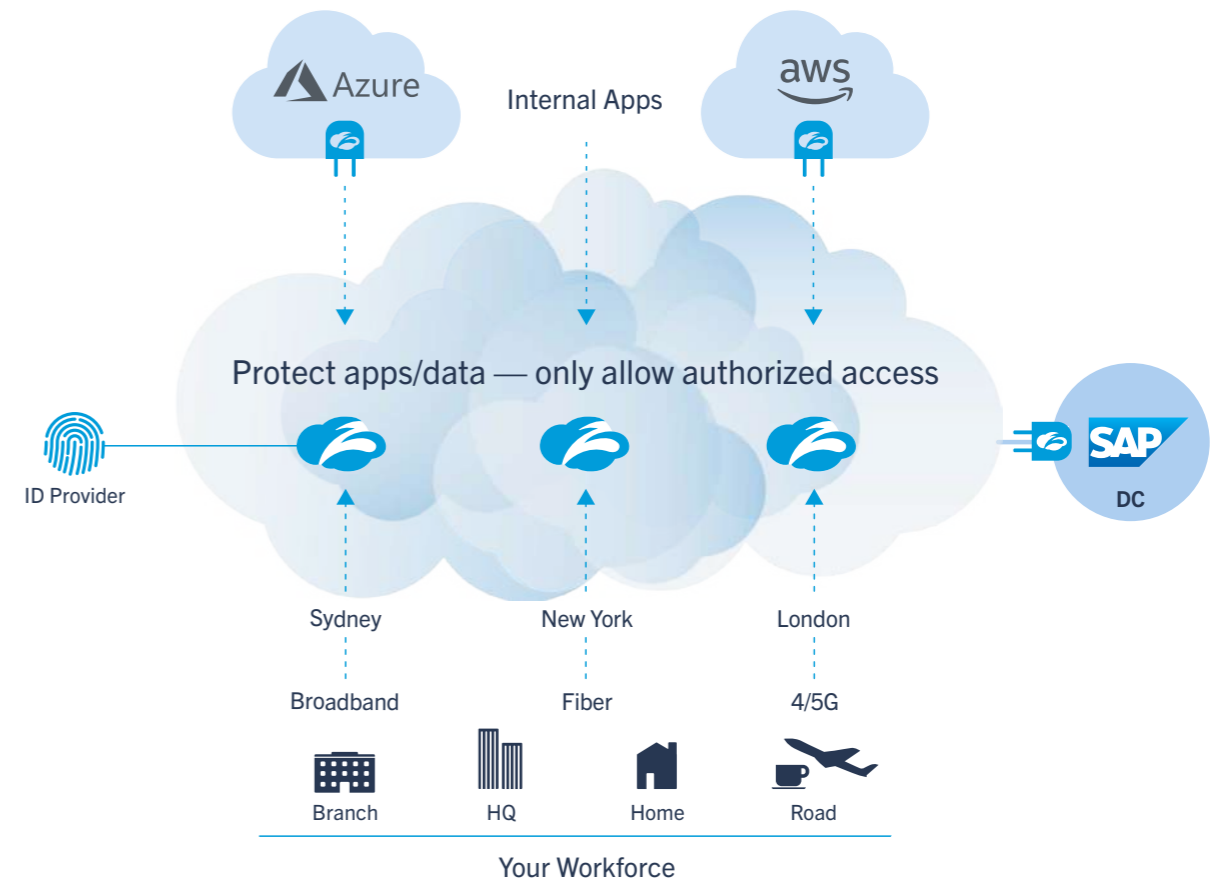 Azure
Internal Apps
aws
Protect apps/data — only allow authorized access
ID Provider
SAP
DC
Sydney
New York
London
Broadband
Fiber
4/5G
Branch
HQ
Home
Road
Your Workforce